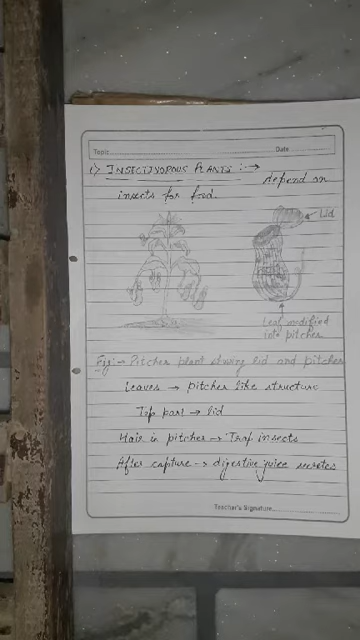 Topic
Date
1) INSECTIVOROUS PLANTS :→ depend on
insects for food.
Lid
Leaf modified
into pitcher
Fig:→ Pitcher plant showing lid and pitcher
Leaves → pitcher like structure
Top part → lid
Hair in pitcher → Trap insects
After capture → digestive juice secretes
Teacher's Signature